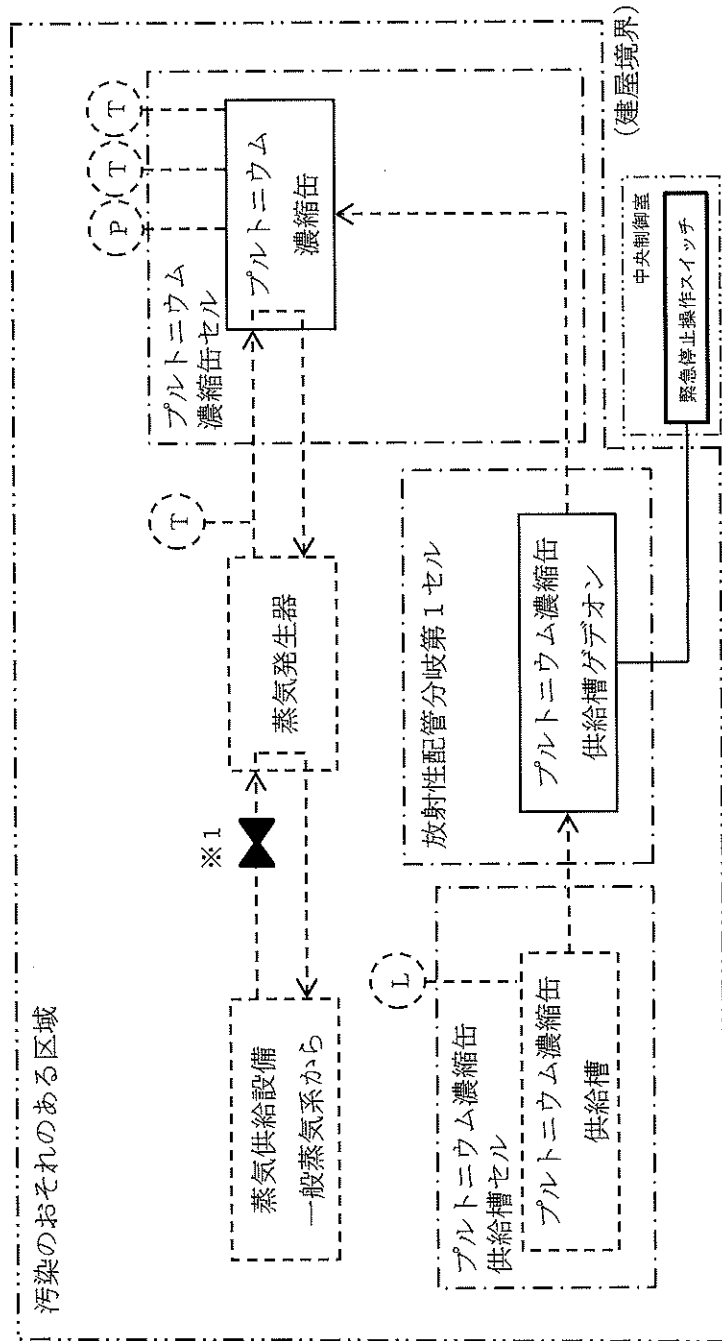 汚染のおそれのある区域
P
T
T
プルトニウム
濃縮缶セル
プルトニウム
濃縮缶
T
※1
蒸気供給設備
一般蒸気系から
蒸気発生器
L
プルトニウム濃縮缶
供給槽セル
プルトニウム濃縮缶
供給槽
放射性配管分岐第1セル
プルトニウム濃縮缶
供給槽ゲデオン
(建屋境界)
中央制御室
緊急停止操作スイッチ